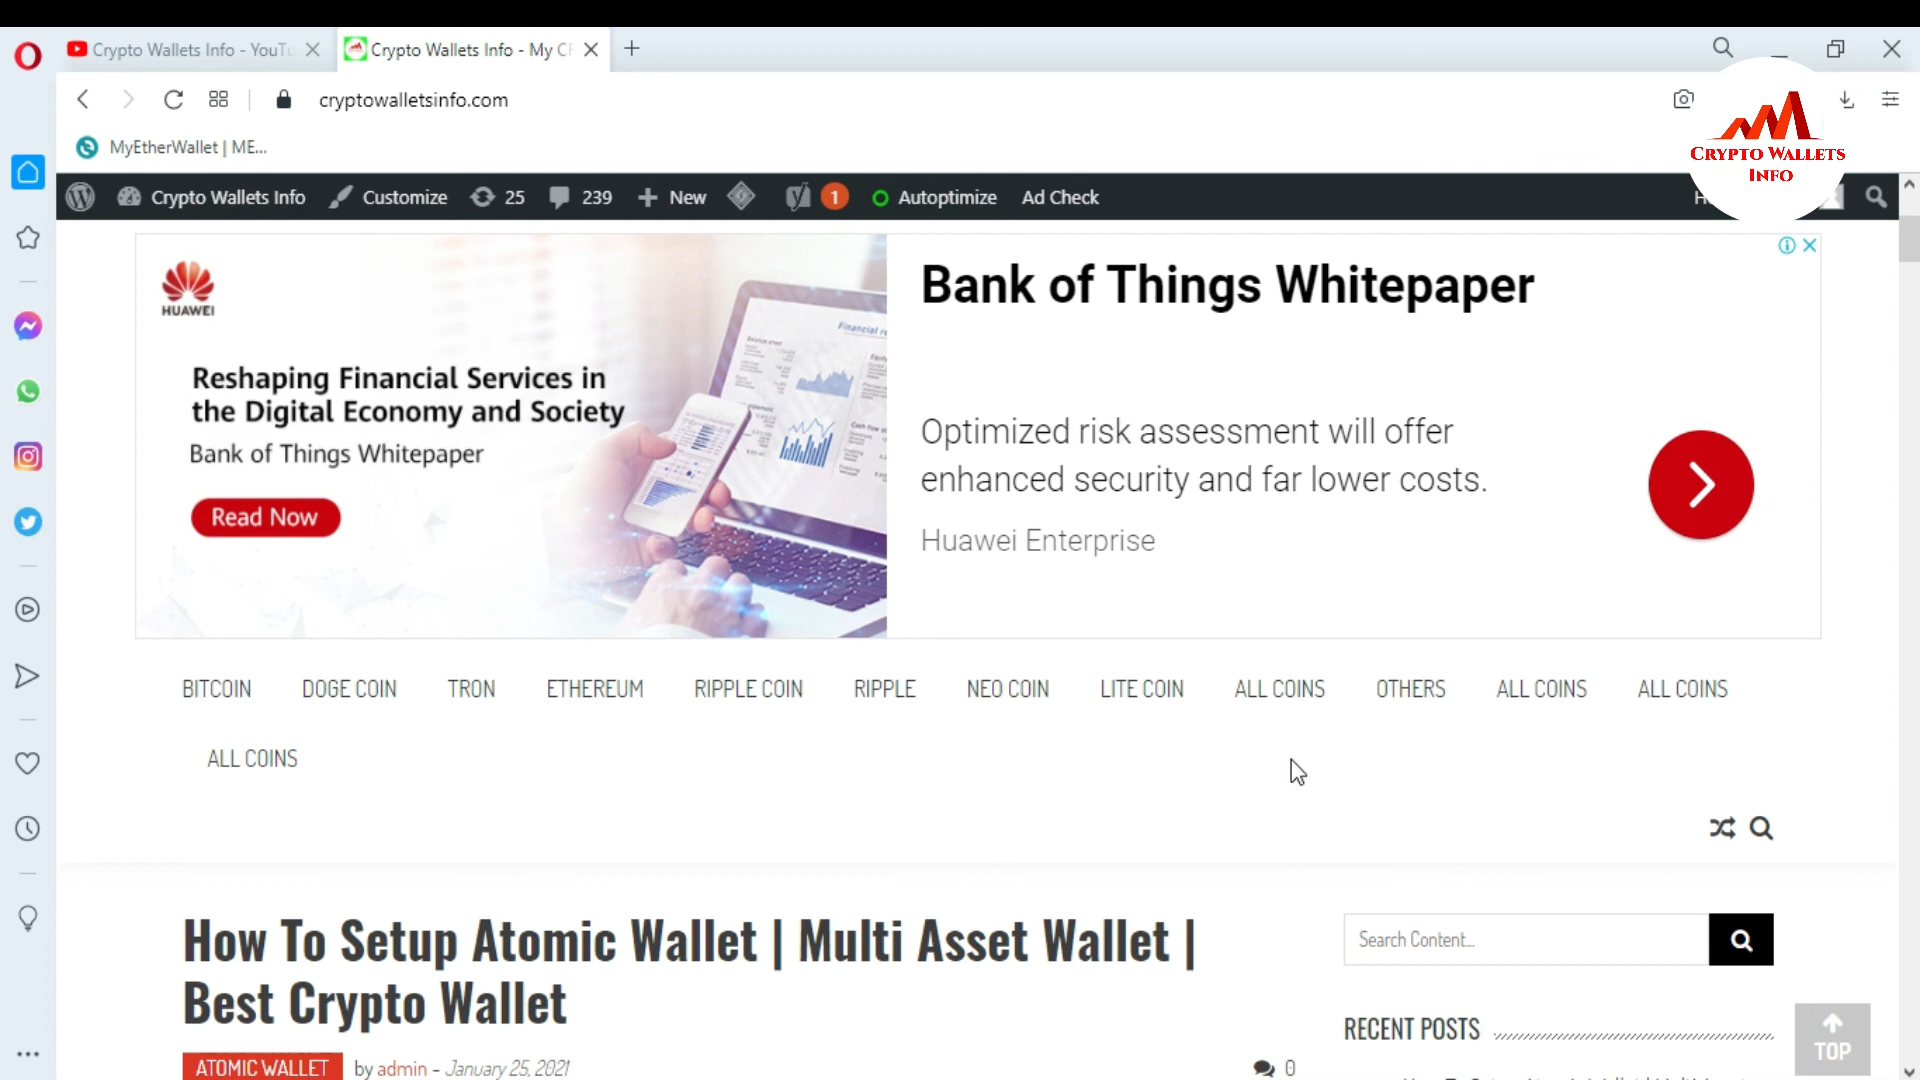 Crypto Wallets Info - YouTu
Crypto Wallets Info - My C
cryptowalletsinfo.com
MyEtherWallet | ME...
CRYPTO WALLETS
INFO
Crypto Wallets Info
Customize
25
239
New
1
Autoptimize
Ad Check
HUAWEI
Reshaping Financial Services in
the Digital Economy and Society
Bank of Things Whitepaper
Read Now
Bank of Things Whitepaper
Optimized risk assessment will offer
enhanced security and far lower costs.
Huawei Enterprise
BITCOIN DOGE COIN TRON ETHEREUM RIPPLE COIN RIPPLE NEO COIN LITE COIN ALL COINS OTHERS ALL COINS ALL COINS
ALL COINS
How To Setup Atomic Wallet | Multi Asset Wallet |
Best Crypto Wallet
ATOMIC WALLET by admin - January 25, 2021
0
Search Content...
RECENT POSTS
TOP